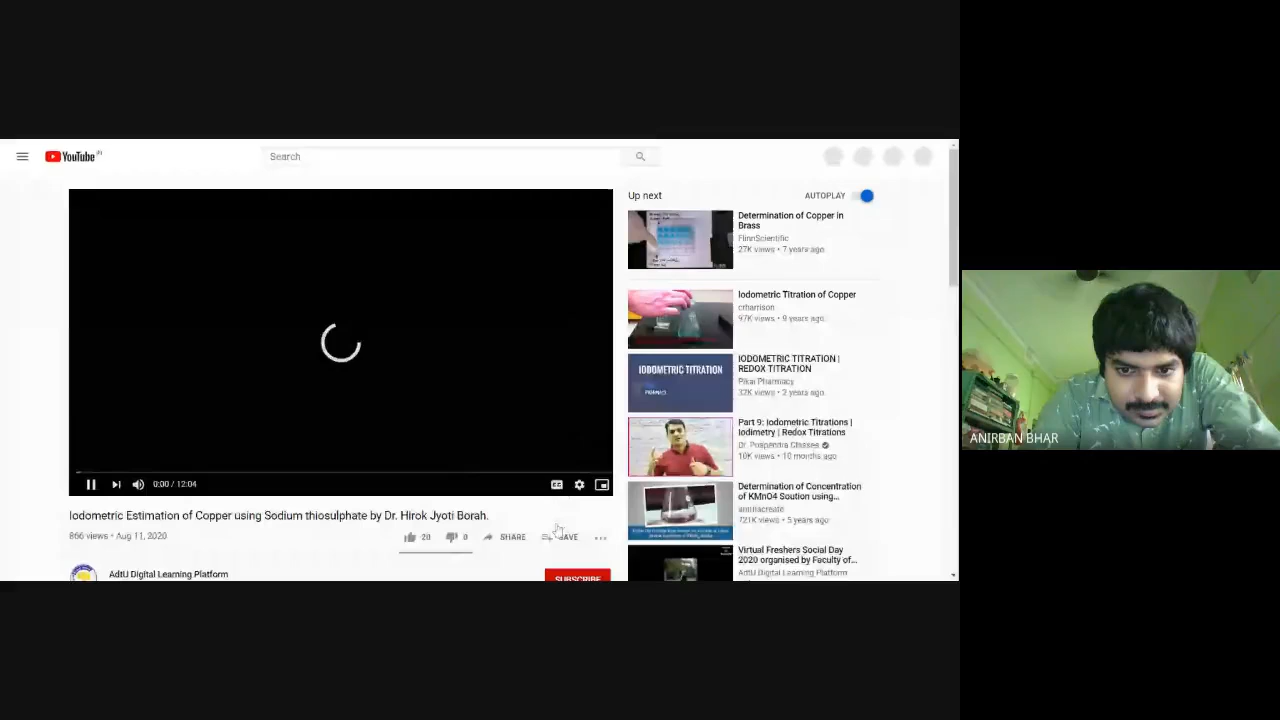 YouTube IN
Search
Up next
AUTOPLAY
Determination of Copper in
Brass
FlinnScientific
27K views • 7 years ago
Iodometric Titration of Copper
crharrison
97K views • 9 years ago
IODOMETRIC TITRATION
IODOMETRIC TITRATION |
REDOX TITRATION
Pikai Pharmacy
32K views • 2 years ago
Part 9: Iodometric Titrations |
Iodimetry | Redox Titrations
Dr. Puspendra Classes
16K views • 10 months ago
Determination of Concentration
of KMnO4 Soution using...
amrinacreate
721K views • 5 years ago
Virtual Freshers Social Day
2020 organised by Faculty of...
AdtU Digital Learning Platform
0:00 / 12:04
CC
Iodometric Estimation of Copper using Sodium thiosulphate by Dr. Hirok Jyoti Borah.
866 views • Aug 11, 2020
20
0
SHARE
SAVE
AdtU Digital Learning Platform
SUBSCRIBE
ANIRBAN BHAR